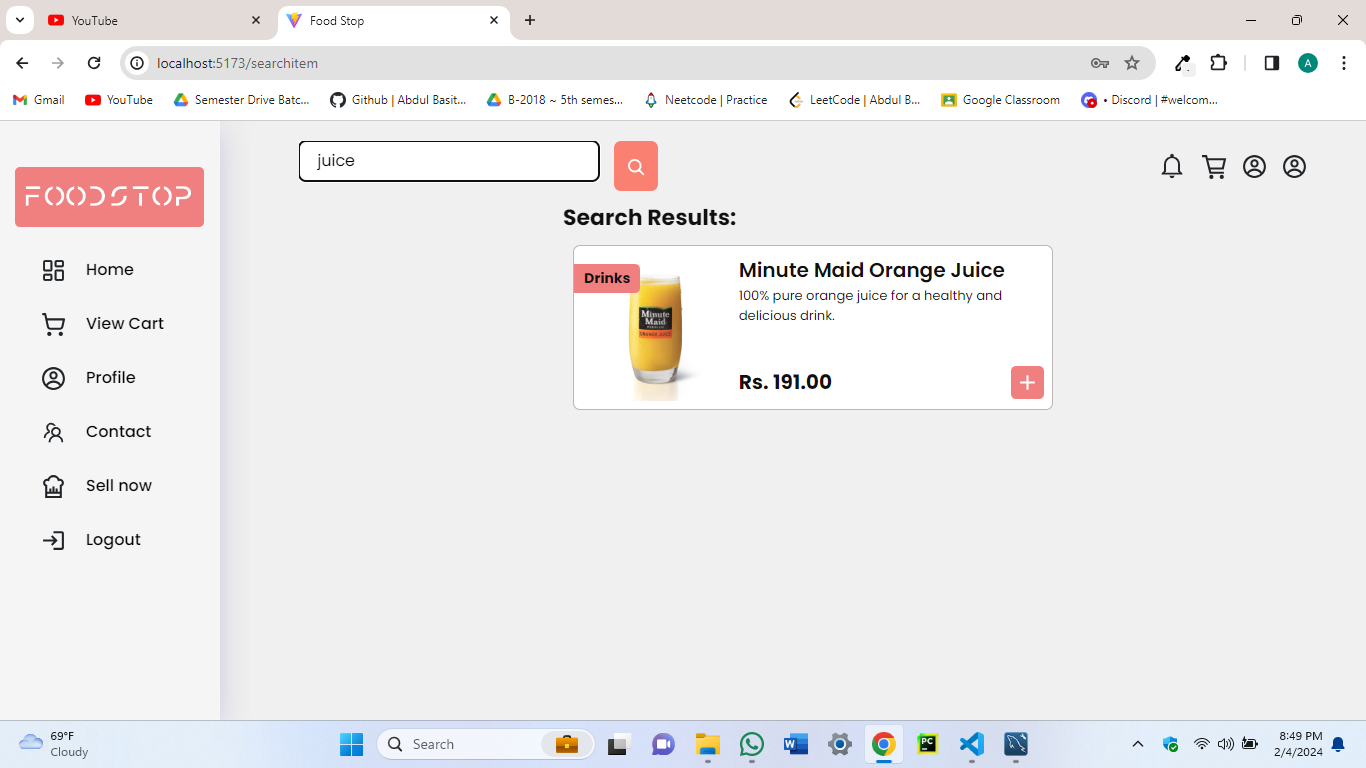 YouTube
Food Stop
localhost:5173/searchitem
A
Gmail
YouTube
Semester Drive Batc...
Github | Abdul Basit...
B-2018 ~ 5th semes...
Neetcode | Practice
LeetCode | Abdul B...
Google Classroom
• Discord | #welcom...
FOODSTOP
juice
Search Results:
Home
View Cart
Profile
Contact
Sell now
Logout
Drinks
Minute
Maid
Minute Maid Orange Juice
100% pure orange juice for a healthy and
delicious drink.
Rs. 191.00
69°F
Cloudy
Search
W
PC
8:49 PM
2/4/2024